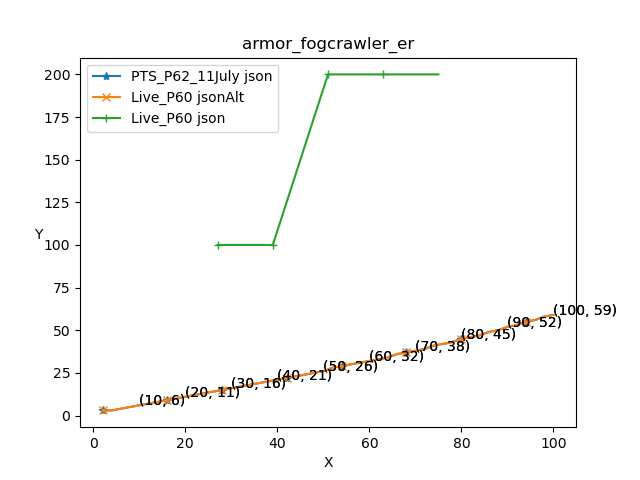 armor_fogcrawler_er
PTS_P62_11July json
Live_P60 jsonAlt
Live_P60 json
200
175
150
125
100
75
50
25
0
Y
(10, 6)
(20, 11)
(30, 16)
(40, 21)
(50, 26)
(60, 32)
(70, 38)
(80, 45)
(90, 52)
(100, 59)
0 20 40 60 80 100
X